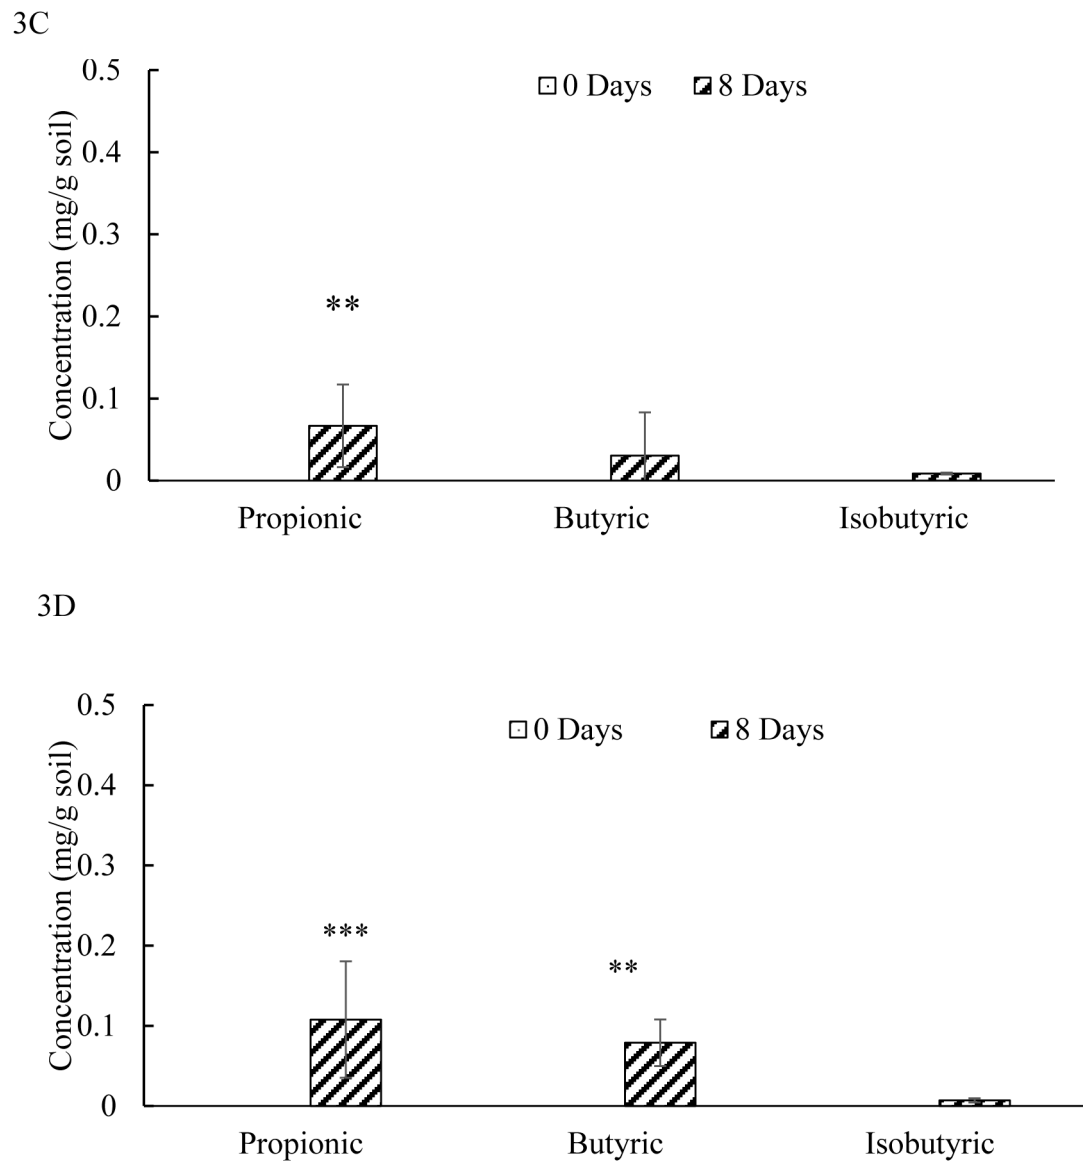 3C
0.5
0 Days
8 Days
0.4
0.3
0.2
0.1
0
Concentration (mg/g soil)
**
Propionic
Butyric
Isobutyric
3D
0.5
0 Days
8 Days
0.4
0.3
0.2
0.1
0
Concentration (mg/g soil)
***
**
Propionic
Butyric
Isobutyric